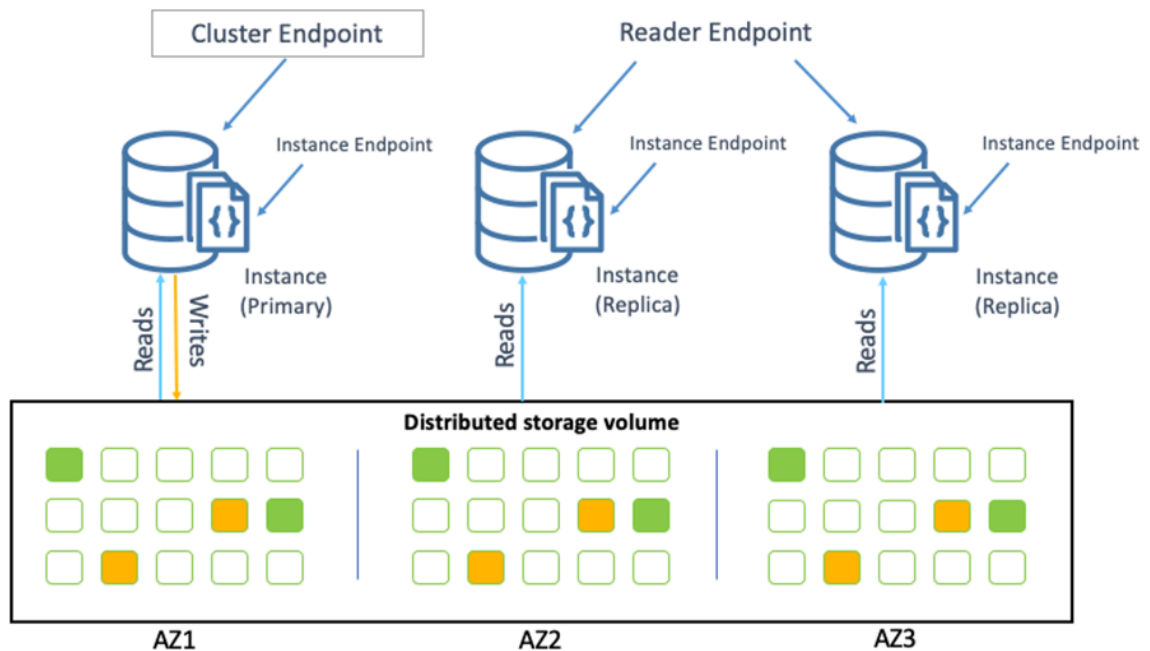 Cluster Endpoint
Reader Endpoint
Instance Endpoint
Instance Endpoint
Instance Endpoint
{}
{}
{}
Instance
(Primary)
Instance
(Replica)
Instance
(Replica)
Reads
Writes
Reads
Reads
Distributed storage volume
AZ1
AZ2
AZ3